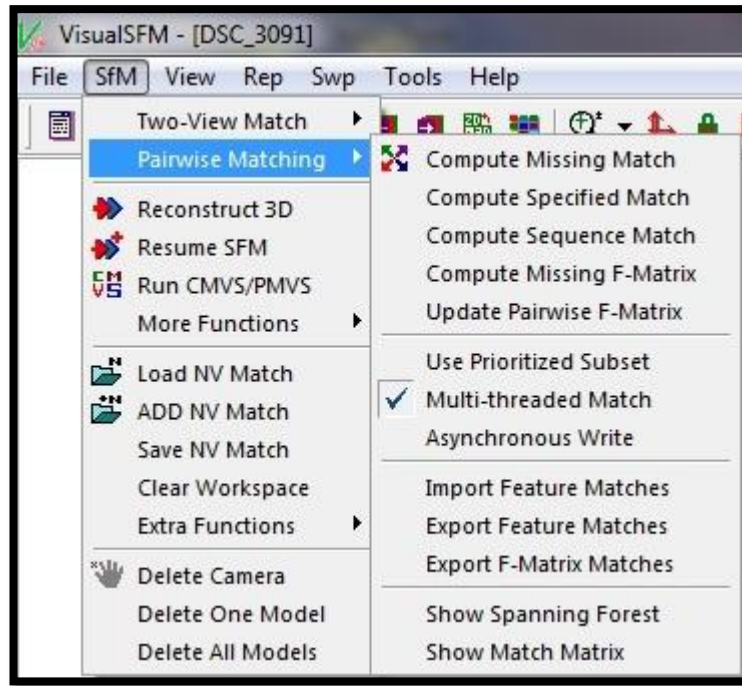 VisualSFM - [DSC_3091]
File SfM View Rep Swp Tools Help
Two-View Match
Pairwise Matching
Reconstruct 3D
Resume SFM
Run CMVS/PMVS
More Functions
Load NV Match
ADD NV Match
Save NV Match
Clear Workspace
Extra Functions
Delete Camera
Delete One Model
Delete All Models
Compute Missing Match
Compute Specified Match
Compute Sequence Match
Compute Missing F-Matrix
Update Pairwise F-Matrix
Use Prioritized Subset
Multi-threaded Match
Asynchronous Write
Import Feature Matches
Export Feature Matches
Export F-Matrix Matches
Show Spanning Forest
Show Match Matrix